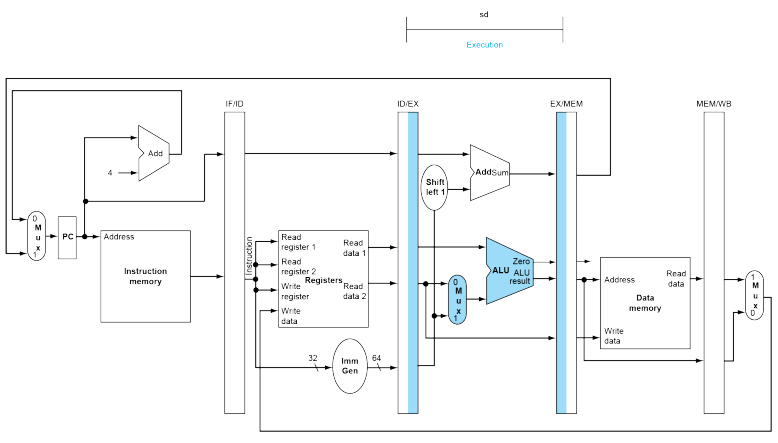 sd
Execution
IF/ID
ID/EX
EX/MEM
MEM/WB
Add
4
Add Sum
Shift
left 1
0
M
u
x
1
PC
Address
Instruction
memory
Instruction
Read
register 1
Read
register 2
Write
register
Write
data
Registers
Read
data 1
Read
data 2
32
Imm
Gen
64
0
M
u
x
1
ALU
Zero
ALU
result
Address
Write
data
Data
memory
Read
data
1
M
u
x
0